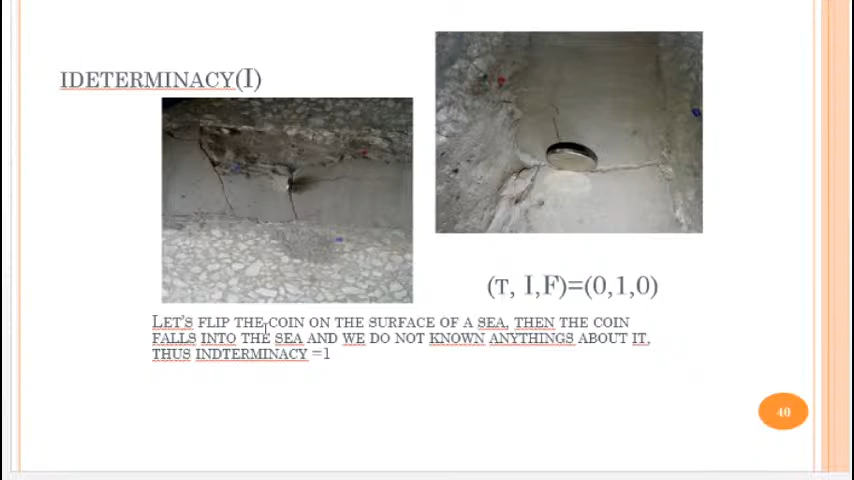 IDETERMINACY(I)
(T, I,F)=(0,1,0)
LET'S FLIP THE COIN ON THE SURFACE OF A SEA, THEN THE COIN
FALLS INTO THE SEA AND WE DO NOT KNOWN ANYTHINGS ABOUT IT,
THUS INDTERMINACY =1
40